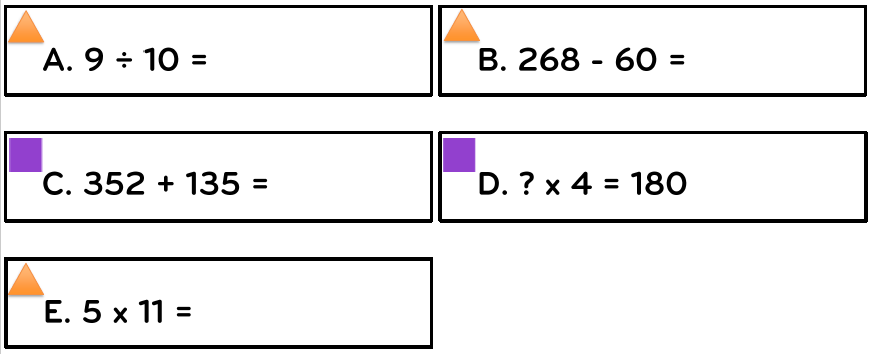 A. 9 ÷ 10 =
B. 268 - 60 =
C. 352 + 135 =
D. ? x 4 = 180
E. 5 x 11 =